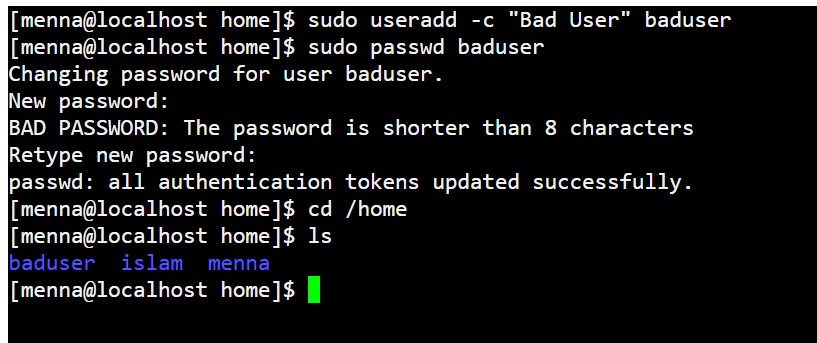 [menna@localhost home]$ sudo useradd -c "Bad User" baduser
[menna@localhost home]$ sudo passwd baduser
Changing password for user baduser.
New password:
BAD PASSWORD: The password is shorter than 8 characters
Retype new password:
passwd: all authentication tokens updated successfully.
[menna@localhost home]$ cd /home
[menna@localhost home]$ ls
baduser  islam  menna
[menna@localhost home]$